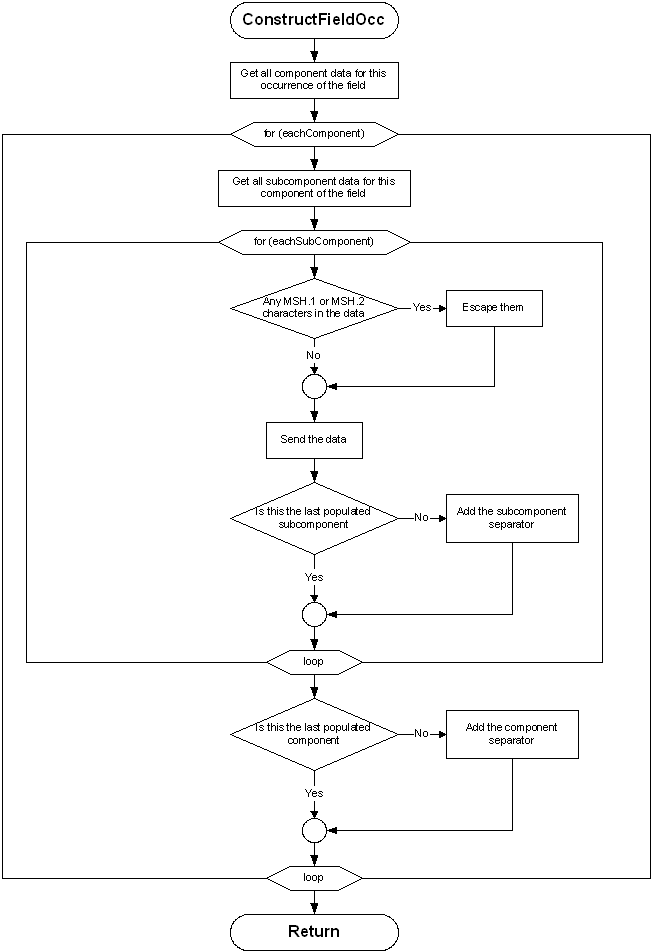 ConstructFieldOcc
Get all component data for this
occurrence of the field
for (eachComponent)
Get all subcomponent data for this
component of the field
for (eachSubComponent)
Any MSH.1 or MSH.2
characters in the data
Yes
Escape them
No
Send the data
Is this the last populated
subcomponent
No
Add the subcomponent
separator
Yes
loop
Is this the last populated
component
No
Add the component
separator
Yes
loop
Return